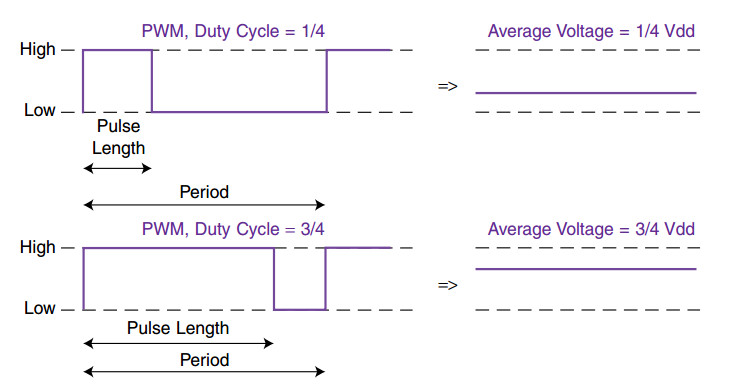 PWM, Duty Cycle = 1/4
Average Voltage = 1/4 Vdd
High
=>
Low
Pulse
Length
Period
PWM, Duty Cycle = 3/4
Average Voltage = 3/4 Vdd
High
=>
Low
Pulse Length
Period